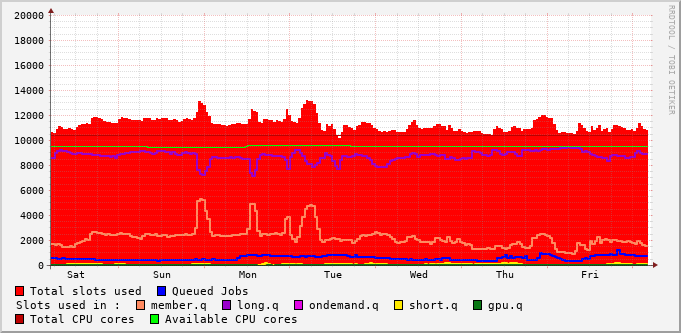 20000
18000
16000
14000
12000
10000
8000
6000
4000
2000
0
Sat Sun Mon Tue Wed Thu Fri
Total slots used Queued Jobs
Slots used in : member.q long.q ondemand.q short.q gpu.q
Total CPU cores Available CPU cores
RRDTOOL / TOBI OETIKER